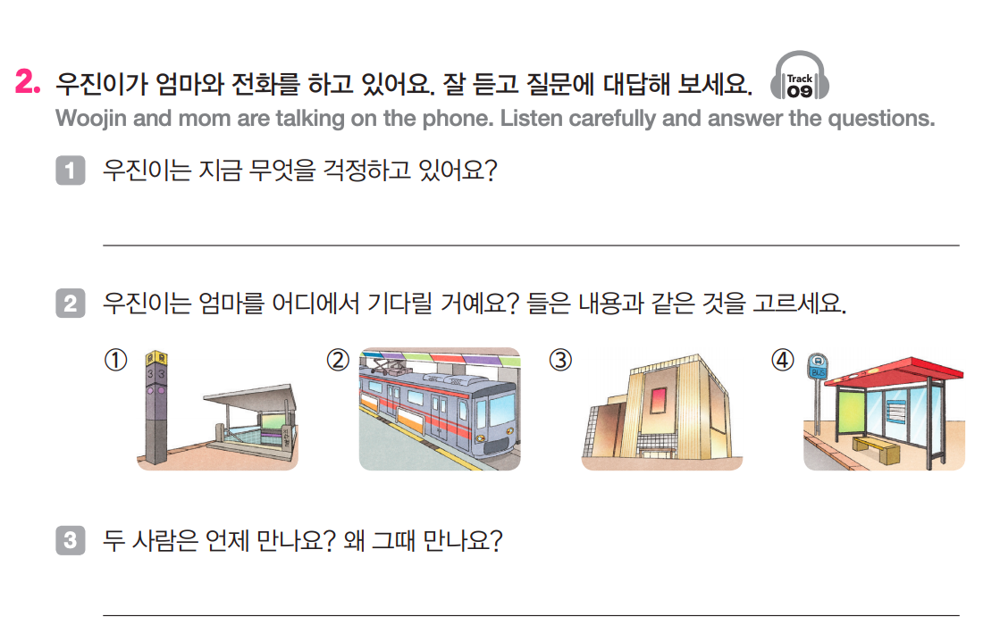 2. 우진이가 엄마와 전화를 하고 있어요. 잘 듣고 질문에 대답해 보세요. Track 09
Woojin and mom are talking on the phone. Listen carefully and answer the questions.
1 우진이는 지금 무엇을 걱정하고 있어요?
2 우진이는 엄마를 어디에서 기다릴 거예요? 들은 내용과 같은 것을 고르세요.
① ② ③ ④
3 3
BUS
3 두 사람은 언제 만나요? 왜 그때 만나요?